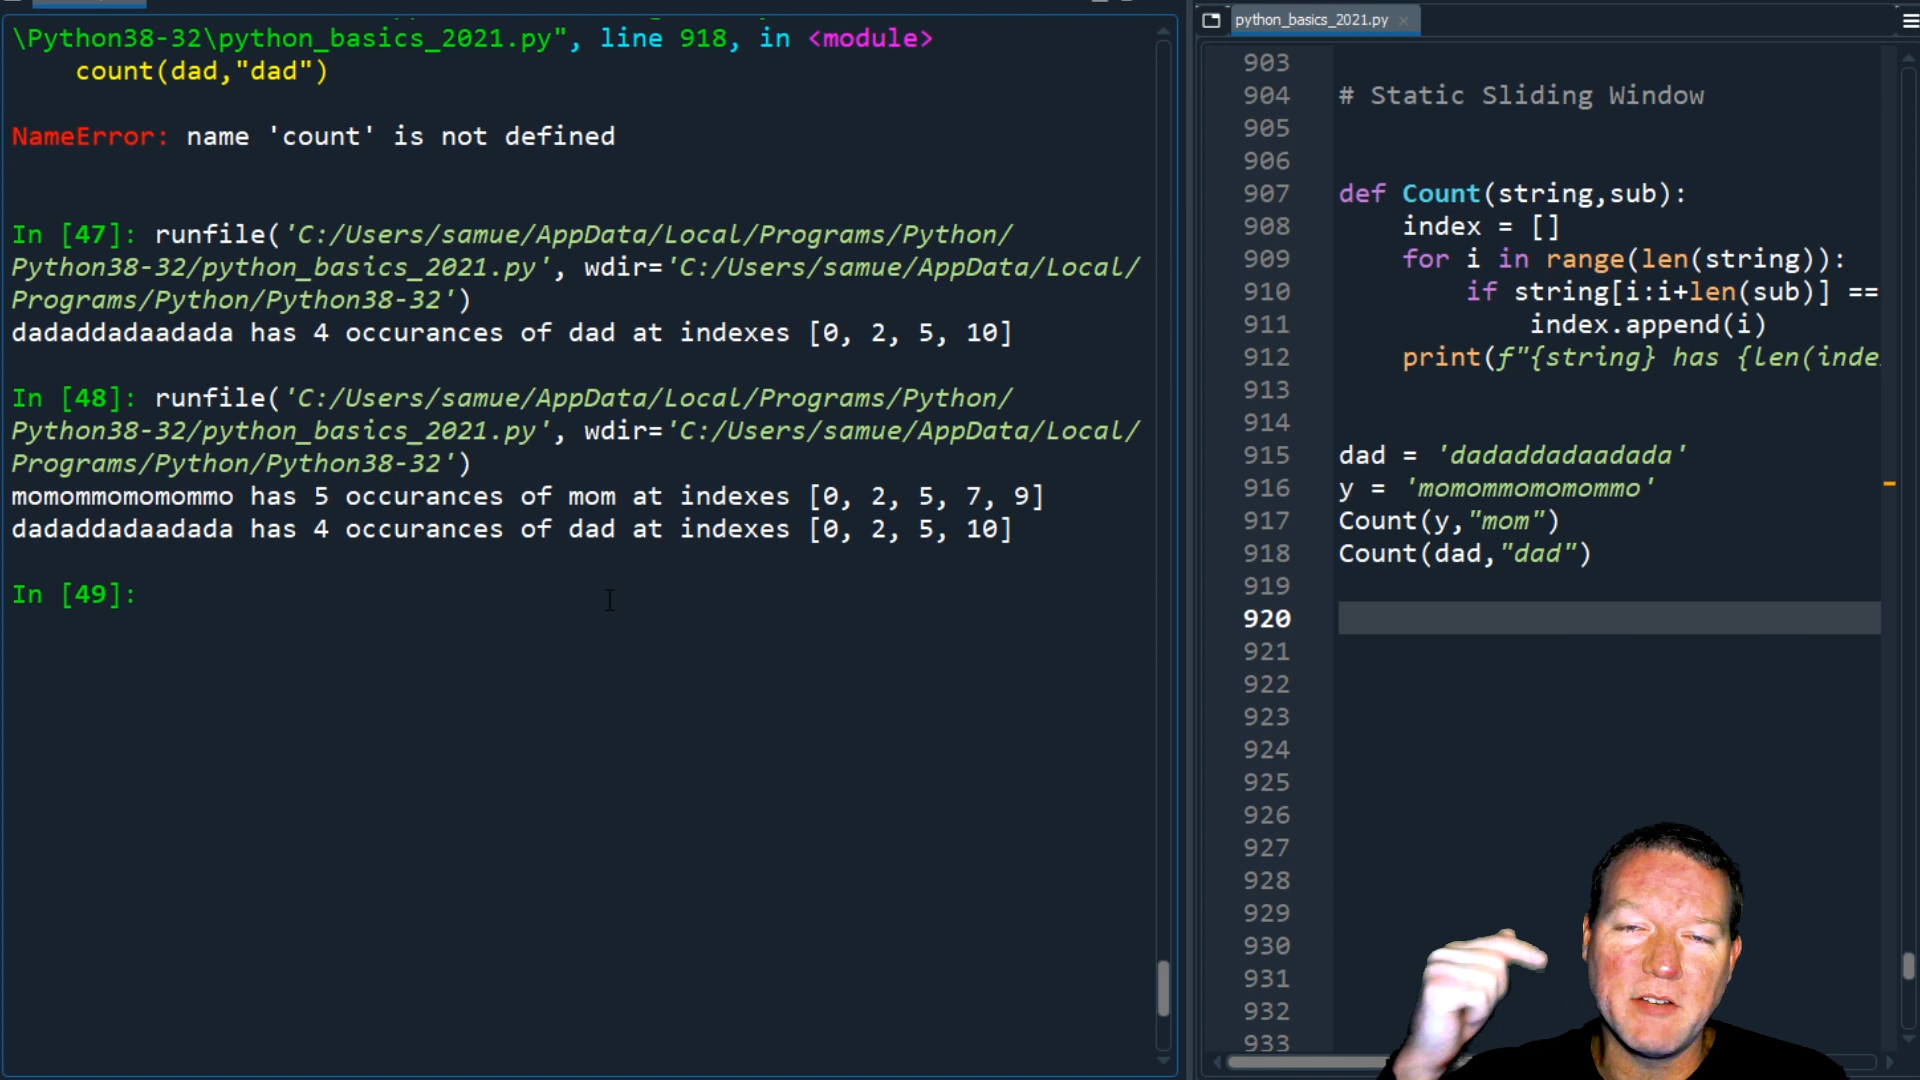 \Python38-32\python_basics_2021.py", line 918, in <module>
count(dad,"dad")
NameError: name 'count' is not defined
In [47]: runfile('C:/Users/samue/AppData/Local/Programs/Python/
Python38-32/python_basics_2021.py', wdir='C:/Users/samue/AppData/Local/
Programs/Python/Python38-32')
dadaddadaadada has 4 occurances of dad at indexes [0, 2, 5, 10]
In [48]: runfile('C:/Users/samue/AppData/Local/Programs/Python/
Python38-32/python_basics_2021.py', wdir='C:/Users/samue/AppData/Local/
Programs/Python/Python38-32')
momommomomommo has 5 occurances of mom at indexes [0, 2, 5, 7, 9]
dadaddadaadada has 4 occurances of dad at indexes [0, 2, 5, 10]
In [49]:
python_basics_2021.py
903
904 # Static Sliding Window
905
906
907 def Count(string,sub):
908 index = []
909 for i in range(len(string)):
910 if string[i:i+len(sub)] ==
911 index.append(i)
912 print(f"{string} has {len(inde
913
914
915 dad = 'dadaddadaadada'
916 y = 'momommomomommo'
917 Count(y,"mom")
918 Count(dad,"dad")
919
920
921
922
923
924
925
926
927
928
929
930
931
932
933